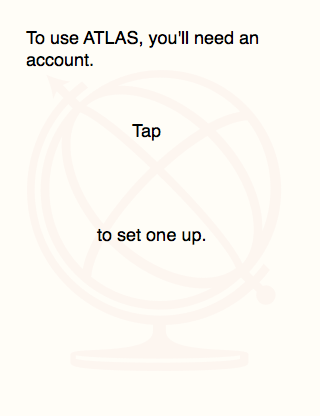 To use ATLAS, you'll need an
account.
Tap
to set one up.